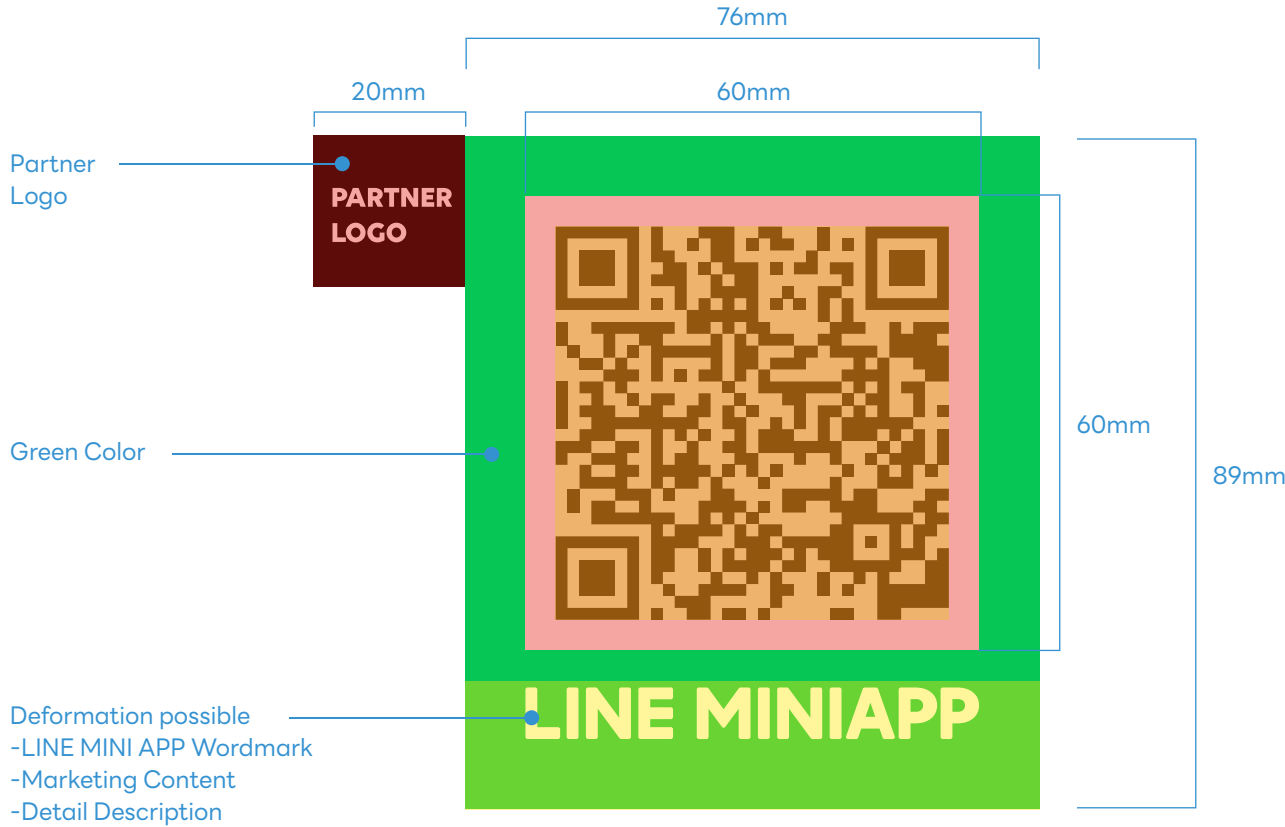 76mm
20mm
60mm
Partner
Logo
PARTNER
LOGO
60mm
Green Color
89mm
LINE MINIAPP
Deformation possible
-LINE MINI APP Wordmark
-Marketing Content
-Detail Description